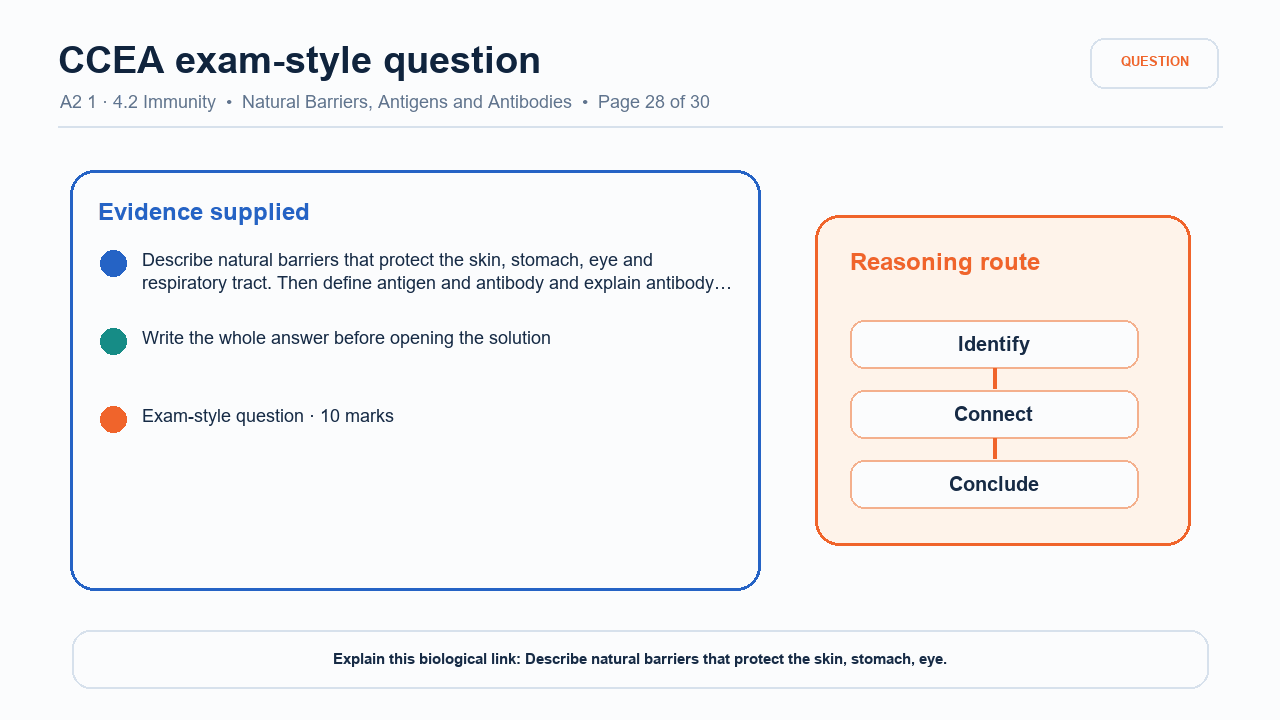 CCEA exam-style question
QUESTION
A2 1 · 4.2 Immunity • Natural Barriers, Antigens and Antibodies • Page 28 of 30
Evidence supplied
Describe natural barriers that protect the skin, stomach, eye and
respiratory tract. Then define antigen and antibody and explain antibody…
Write the whole answer before opening the solution
Exam-style question · 10 marks
Reasoning route
Identify
Connect
Conclude
Explain this biological link: Describe natural barriers that protect the skin, stomach, eye.